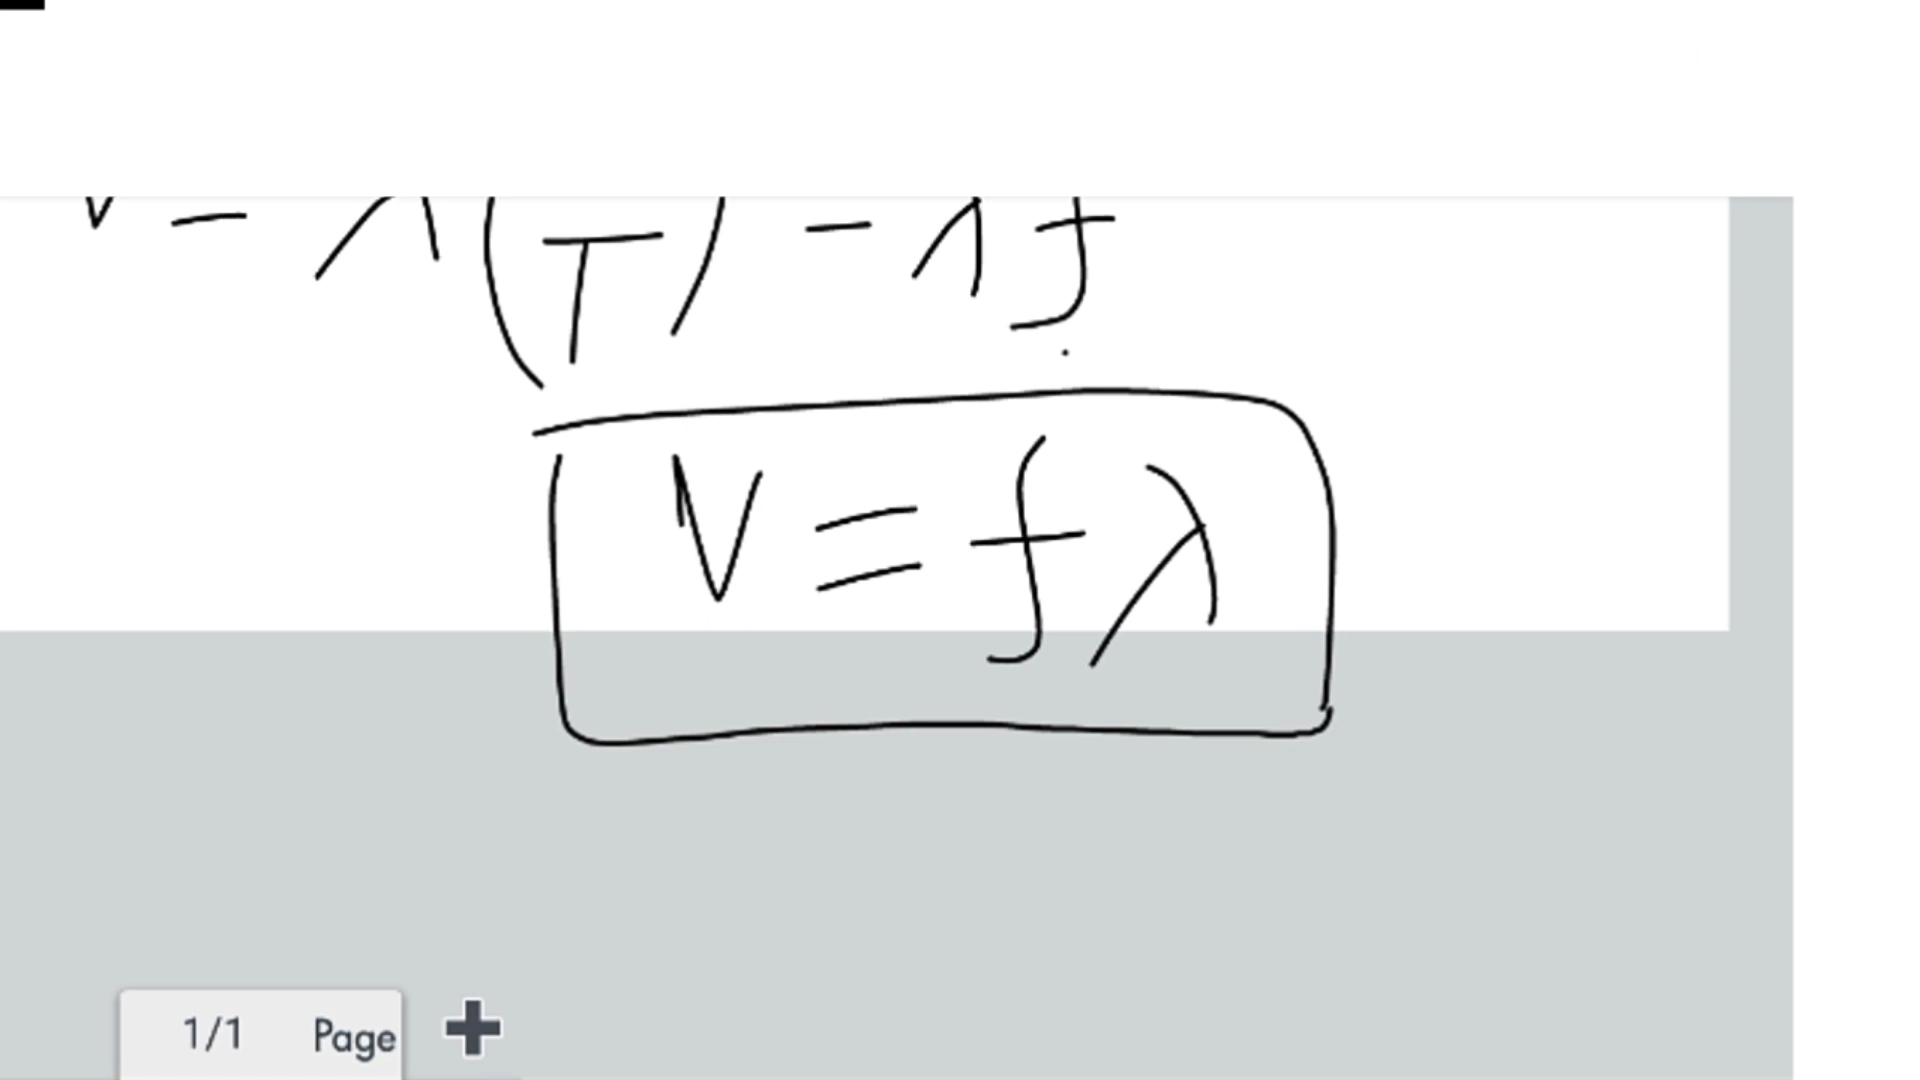 V = λ(1/T) = λf
V = fλ
1/1 Page